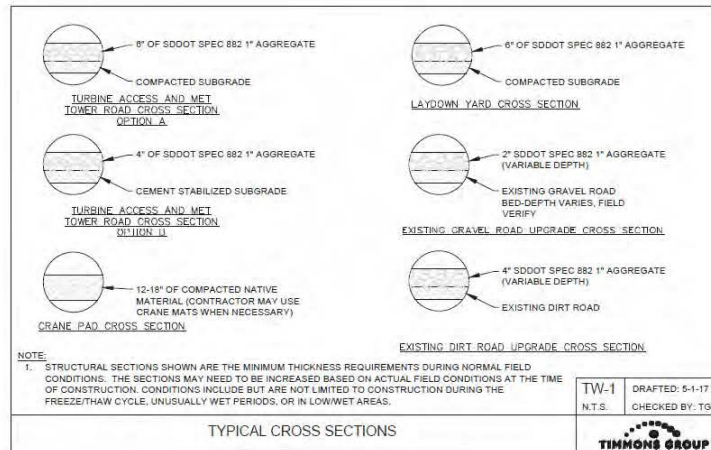 6" OF SDDOT SPEC 882 1" AGGREGATE
COMPACTED SUBGRADE
TURBINE ACCESS AND MET
TOWER ROAD CROSS SECTION
OPTION A
4" OF SDDOT SPEC 882 1" AGGREGATE
CEMENT STABILIZED SUBGRADE
TURBINE ACCESS AND MET
TOWER ROAD CROSS SECTION
OPTION B
12-18" OF COMPACTED NATIVE
MATERIAL (CONTRACTOR MAY USE
CRANE MATS WHEN NECESSARY)
CRANE PAD CROSS SECTION
6" OF SDDOT SPEC 882 1" AGGREGATE
COMPACTED SUBGRADE
LAYDOWN YARD CROSS SECTION
2" SDDOT SPEC 882 1" AGGREGATE
(VARIABLE DEPTH)
EXISTING GRAVEL ROAD
BED-DEPTH VARIES, FIELD
VERIFY
EXISTING GRAVEL ROAD UPGRADE CROSS SECTION
4" SDDOT SPEC 882 1" AGGREGATE
(VARIABLE DEPTH)
EXISTING DIRT ROAD
EXISTING DIRT ROAD UPGRADE CROSS SECTION
NOTE:
1. STRUCTURAL SECTIONS SHOWN ARE THE MINIMUM THICKNESS REQUIREMENTS DURING NORMAL FIELD
CONDITIONS. THE SECTIONS MAY NEED TO BE INCREASED BASED ON ACTUAL FIELD CONDITIONS AT THE TIME
OF CONSTRUCTION. CONDITIONS INCLUDE BUT ARE NOT LIMITED TO CONSTRUCTION DURING THE
FREEZE/THAW CYCLE, UNUSUALLY WET PERIODS, OR IN LOW/WET AREAS.
TYPICAL CROSS SECTIONS
TW-1
N.T.S.
DRAFTED: 5-1-17
CHECKED BY: TG
TIMMONS GROUP